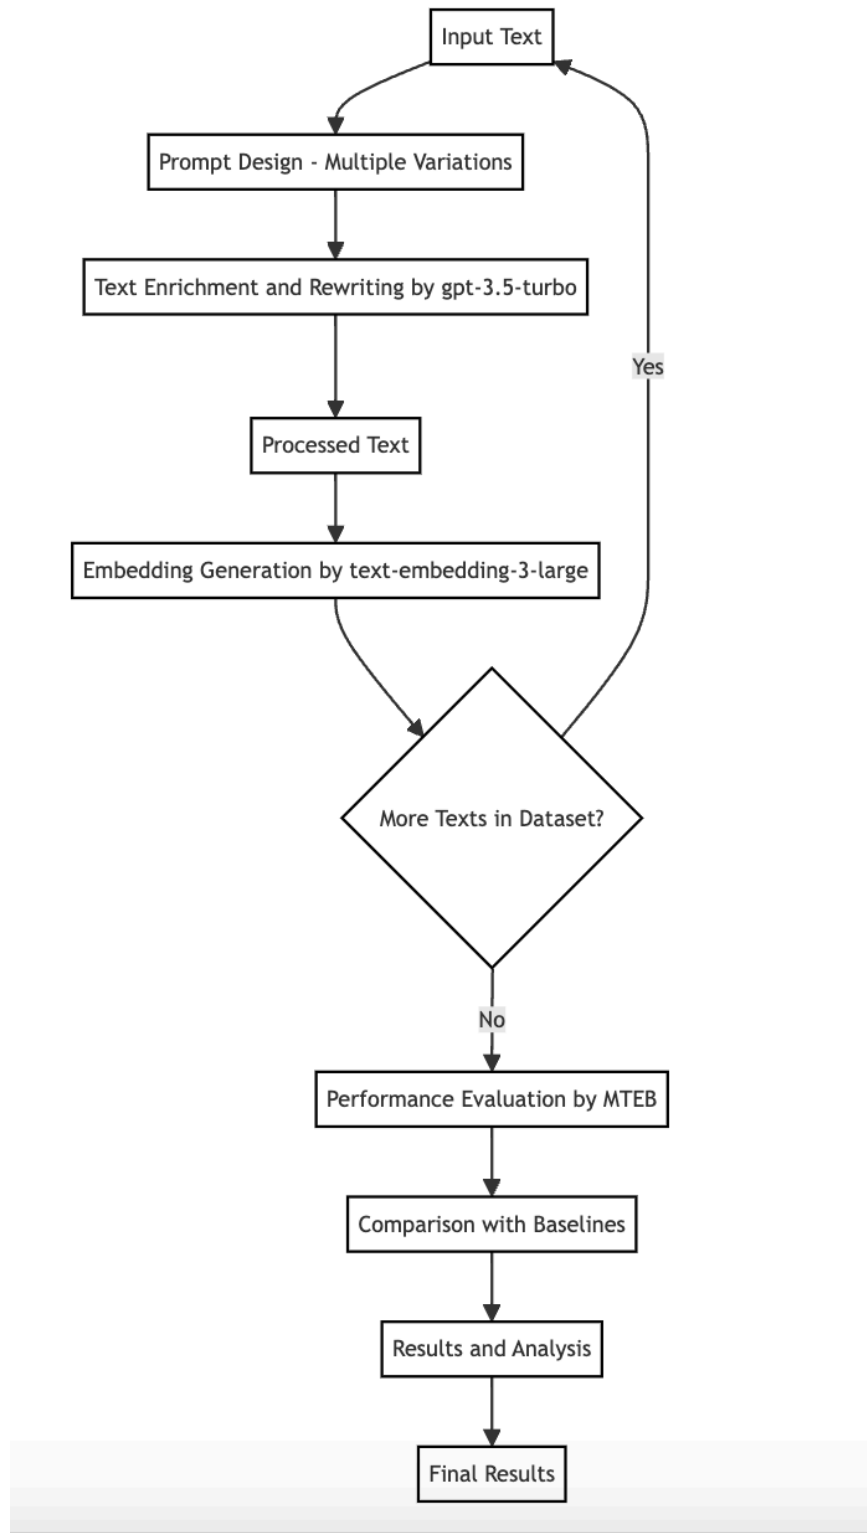 Input Text
Prompt Design - Multiple Variations
Text Enrichment and Rewriting by gpt-3.5-turbo
Yes
Processed Text
Embedding Generation by text-embedding-3-large
More Texts in Dataset?
No
Performance Evaluation by MTEB
Comparison with Baselines
Results and Analysis
Final Results